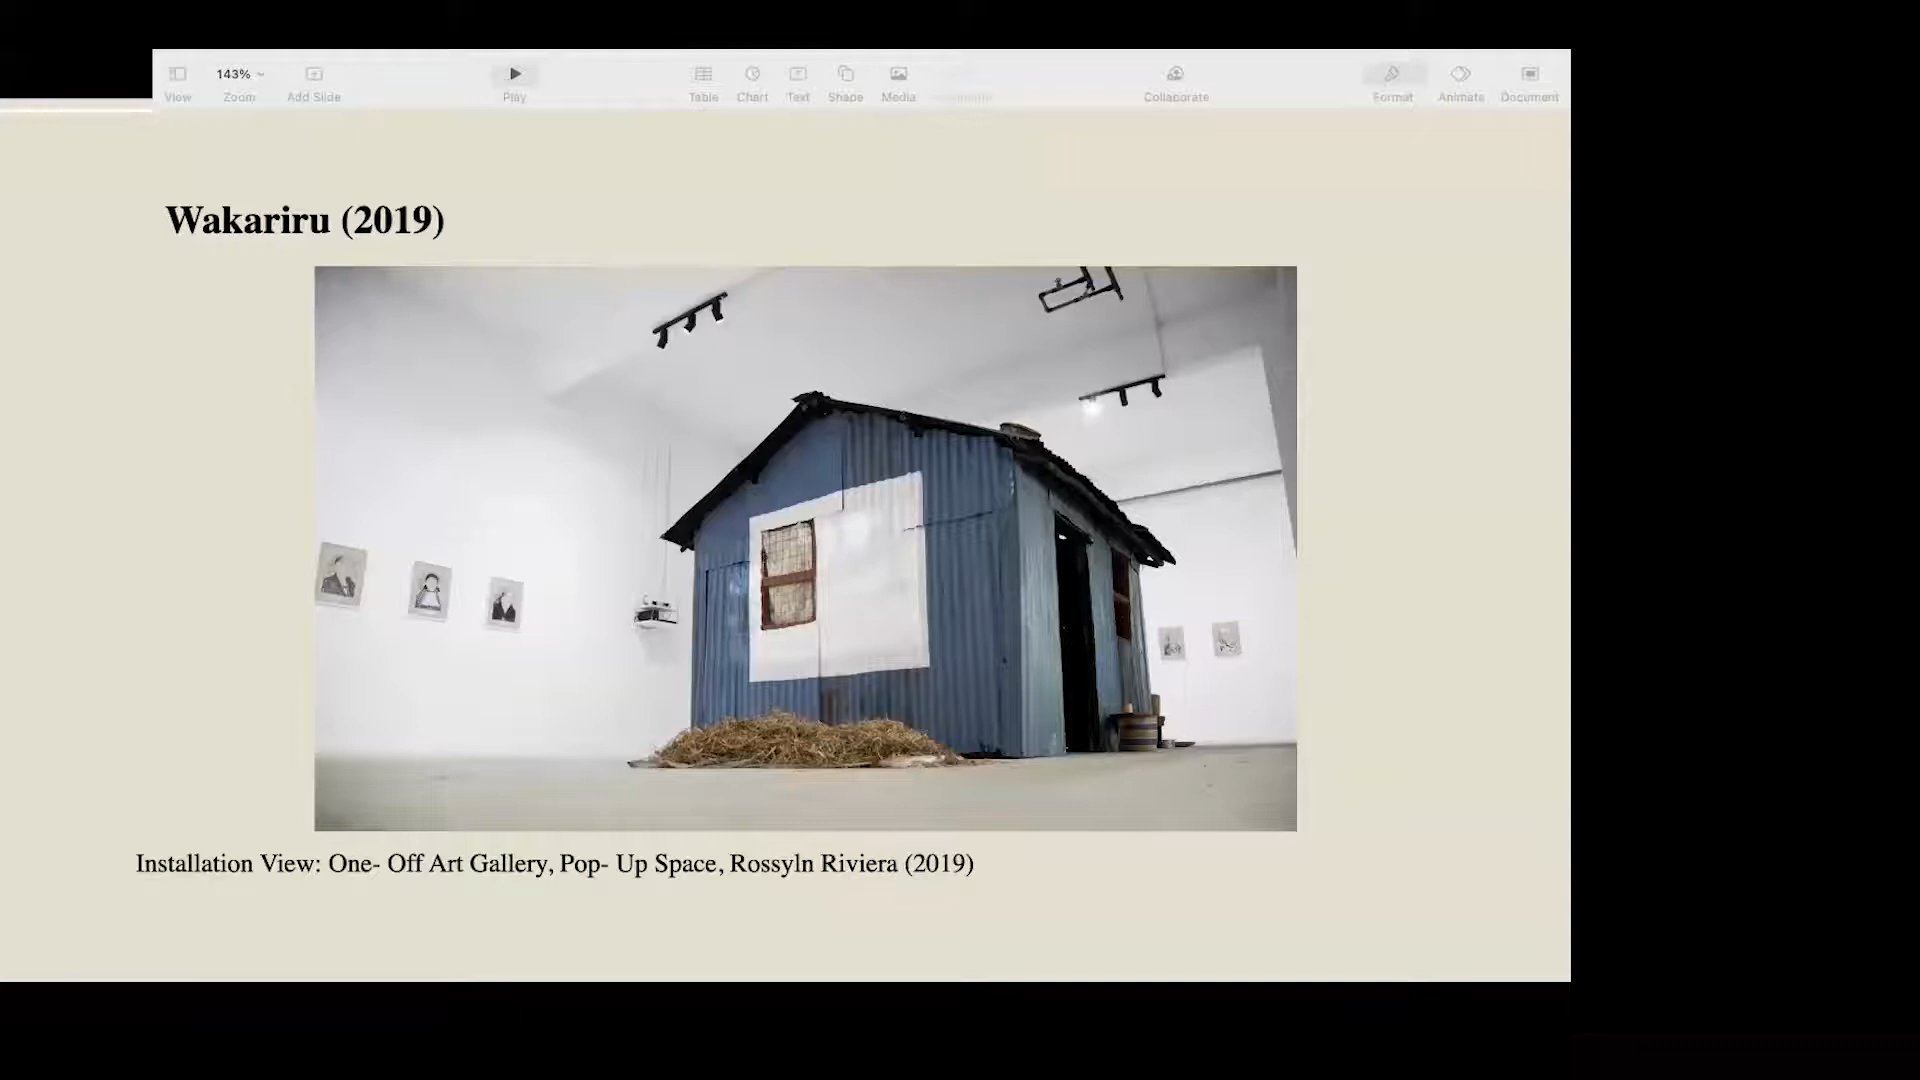 143%
View Zoom Add Slide Play Table Chart Text Shape Media Collaborate Format Animate Document
Wakariru (2019)
Installation View: One- Off Art Gallery, Pop- Up Space, Rossyln Riviera (2019)